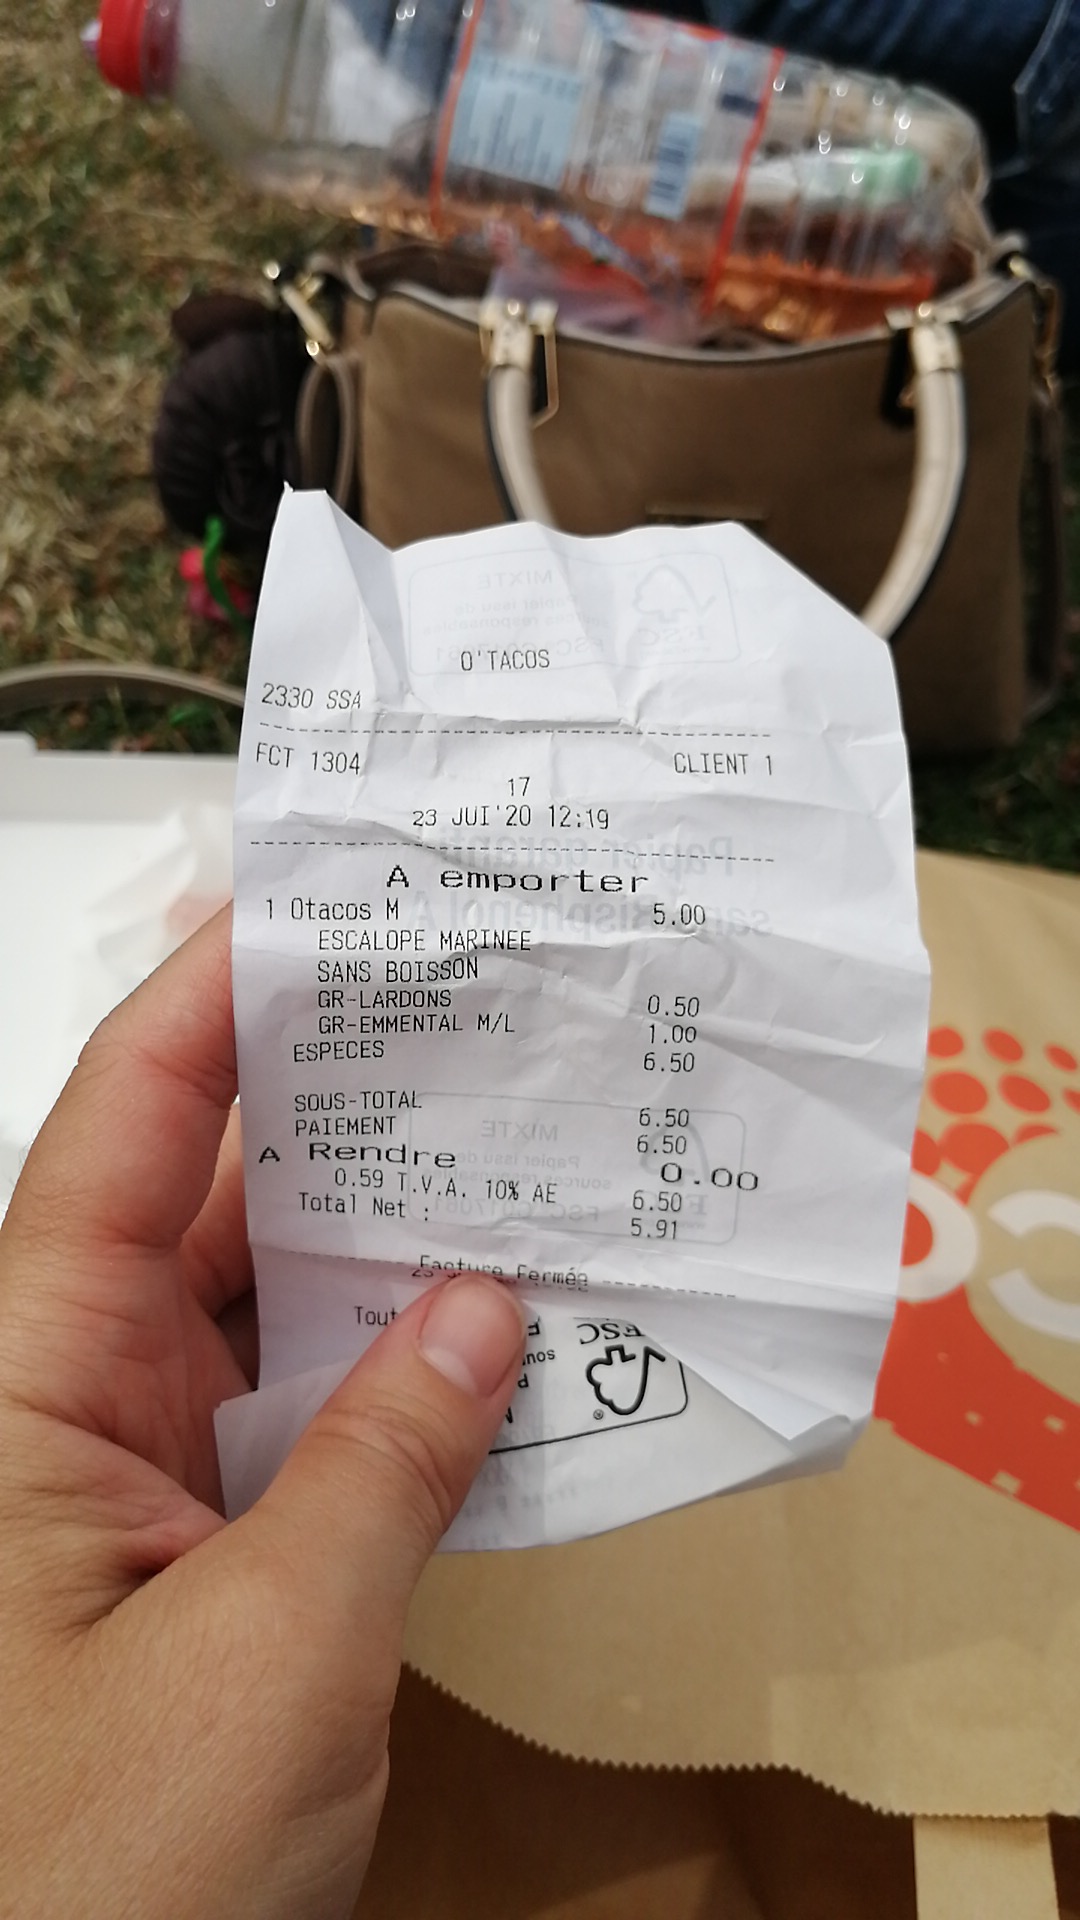 O'TACOS
2330 SSA
FCT 1304 CLIENT 1
17
23 JUI'20 12:19
A emporter
1 Otacos M 5.00
ESCALOPE MARINEE
SANS BOISSON
GR-LARDONS 0.50
GR-EMMENTAL M/L 1.00
ESPECES 6.50
SOUS-TOTAL 6.50
PAIEMENT 6.50
A Rendre 0.00
0.59 T.V.A. 10% AE 6.50
Total Net : 5.91
Facture Fermée
Tout
FSC